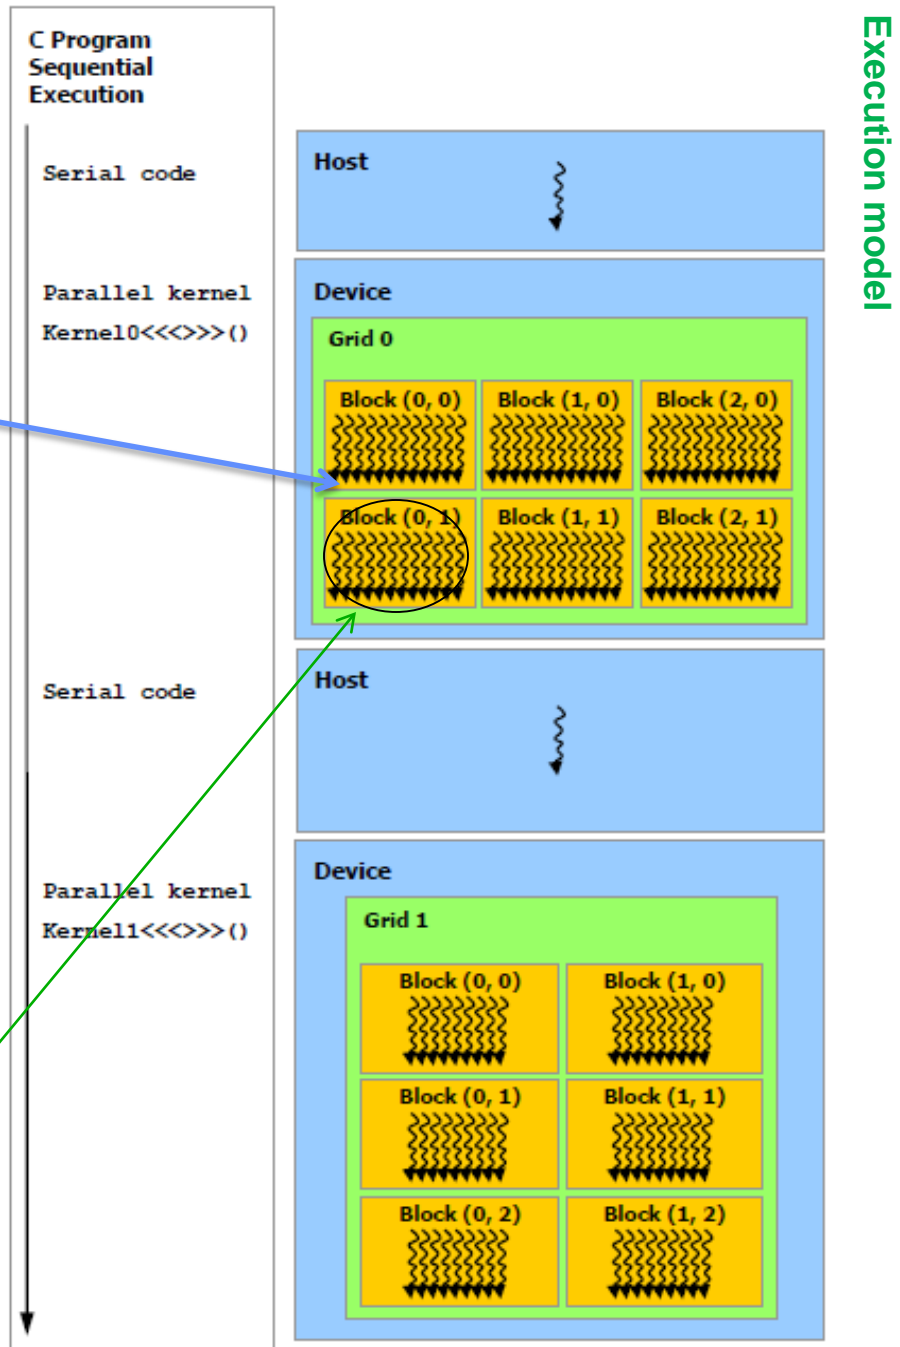 Execution model
C Program
Sequential
Execution
Serial code
Host
Parallel kernel
Kernel0<<<>>>()
Device
Grid 0
Block (0, 0)
Block (1, 0)
Block (2, 0)
Block (0, 1)
Block (1, 1)
Block (2, 1)
Serial code
Host
Parallel kernel
Kernel1<<<>>>()
Device
Grid 1
Block (0, 0)
Block (1, 0)
Block (0, 1)
Block (1, 1)
Block (0, 2)
Block (1, 2)